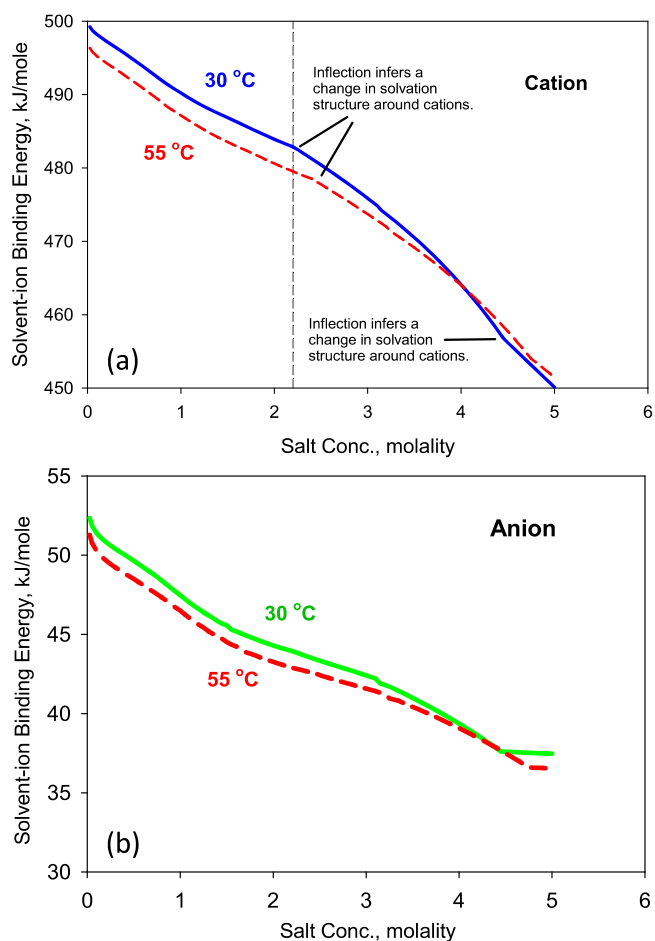 500
490
480
470
460
450
Solvent-ion Binding Energy, kJ/mole
30 °C
55 °C
Inflection infers a
change in solvation
structure around cations.
Cation
Inflection infers a
change in solvation
structure around cations.
(a)
0 1 2 3 4 5 6
Salt Conc., molality
55
50
45
40
35
30
Solvent-ion Binding Energy, kJ/mole
Anion
30 °C
55 °C
(b)
0 1 2 3 4 5 6
Salt Conc., molality